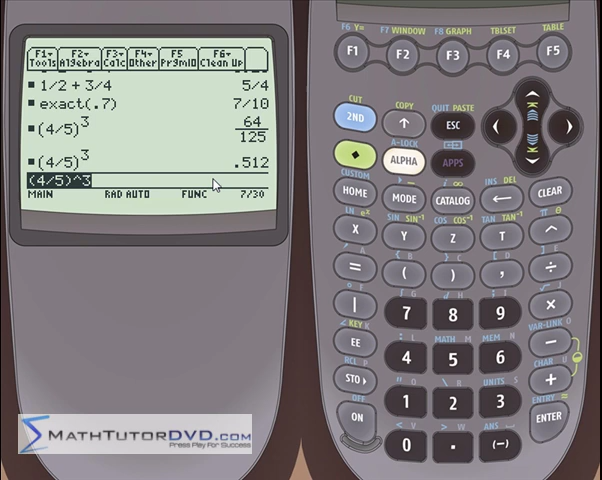 F1 F2 F3 F4 F5 F6
Tools Algebra Calc Other PrgmIO Clean Up
1/2 + 3/4 5/4
exact(.7) 7/10
(4/5)^3 64/125
(4/5)^3 .512
(4/5)^3
MAIN RAD AUTO FUNC 7/30
MATHTUTORDVD.COM
Press Play For Success
F6 Y= F7 WINDOW F8 GRAPH TBLSET TABLE
F1 F2 F3 F4 F5
CUT COPY QUIT PASTE
2ND ↑ ESC
A-LOCK
◆ ALPHA APPS
CUSTOM INS DEL
HOME MODE CATALOG ← CLEAR
LN e^x SIN SIN⁻¹ COS COS⁻¹ TAN TAN⁻¹ π θ
X Y Z T ^
= ( ) , ÷
| 7 8 9 ×
KEY K MATH M MEM N VAR-LINK O
EE 4 5 6 −
RCL P UNITS S CHAR U
STO▸ 1 2 3 +
OFF ANS ENTRY =
ON 0 . (−) ENTER